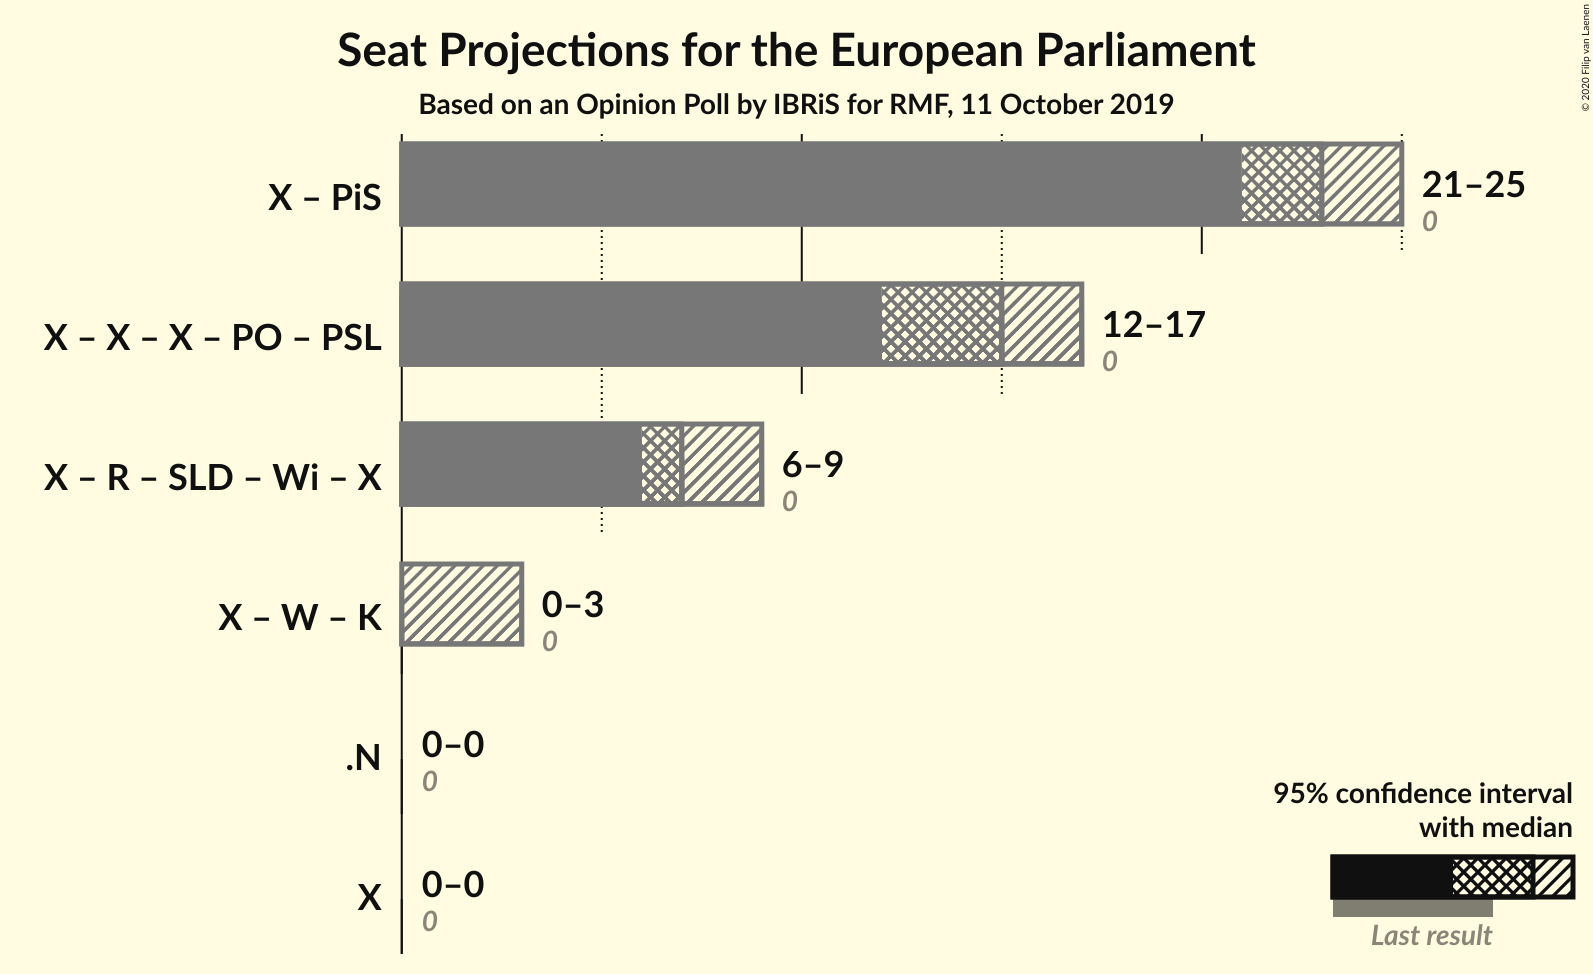 Seat Projections for the European Parliament
Based on an Opinion Poll by IBRiS for RMF, 11 October 2019
© 2020 Filip van Laenen
X – PiS
21–25
0
X – X – X – PO – PSL
12–17
0
X – R – SLD – Wi – X
6–9
0
X – W – K
0–3
0
.N
0–0
0
X
0–0
0
95% confidence interval
with median
Last result